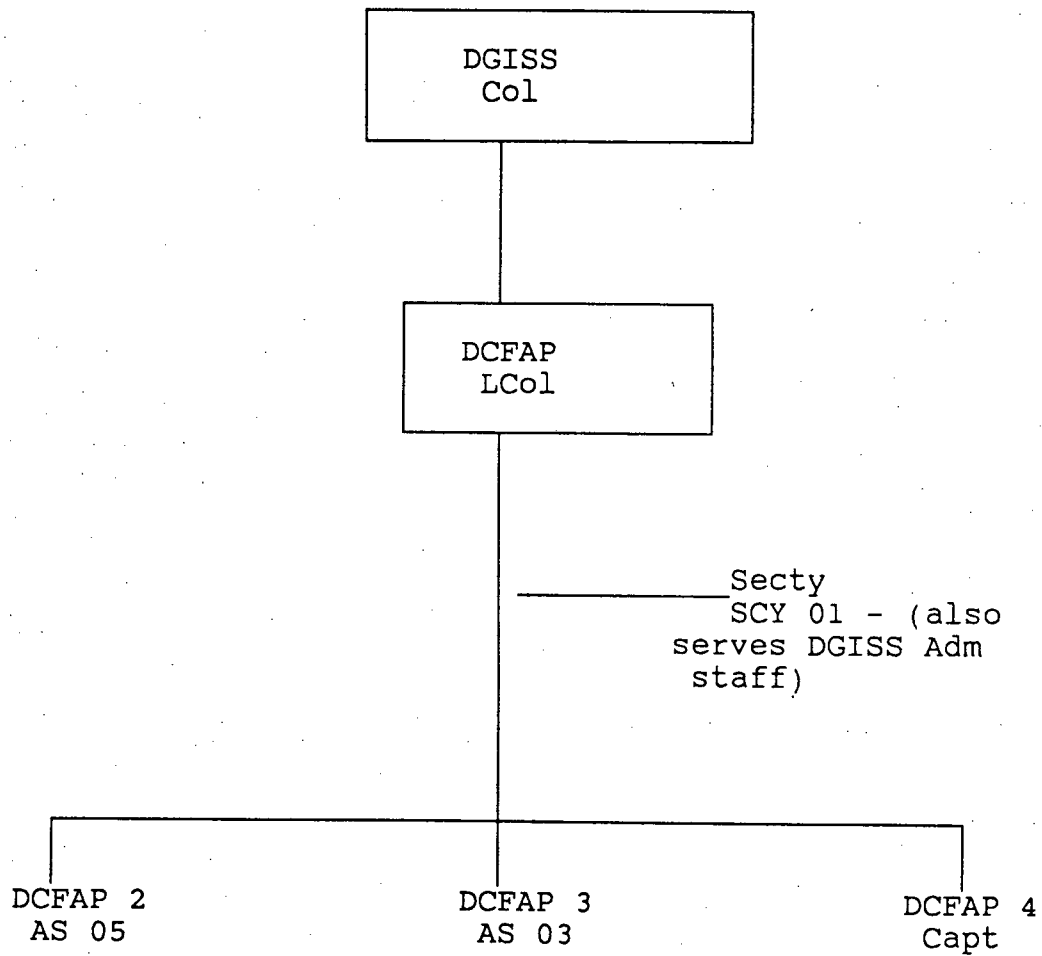 DGISS
Col
DCFAP
LCol
Secty
SCY 01 - (also
serves DGISS Adm
staff)
DCFAP 2
AS 05
DCFAP 3
AS 03
DCFAP 4
Capt